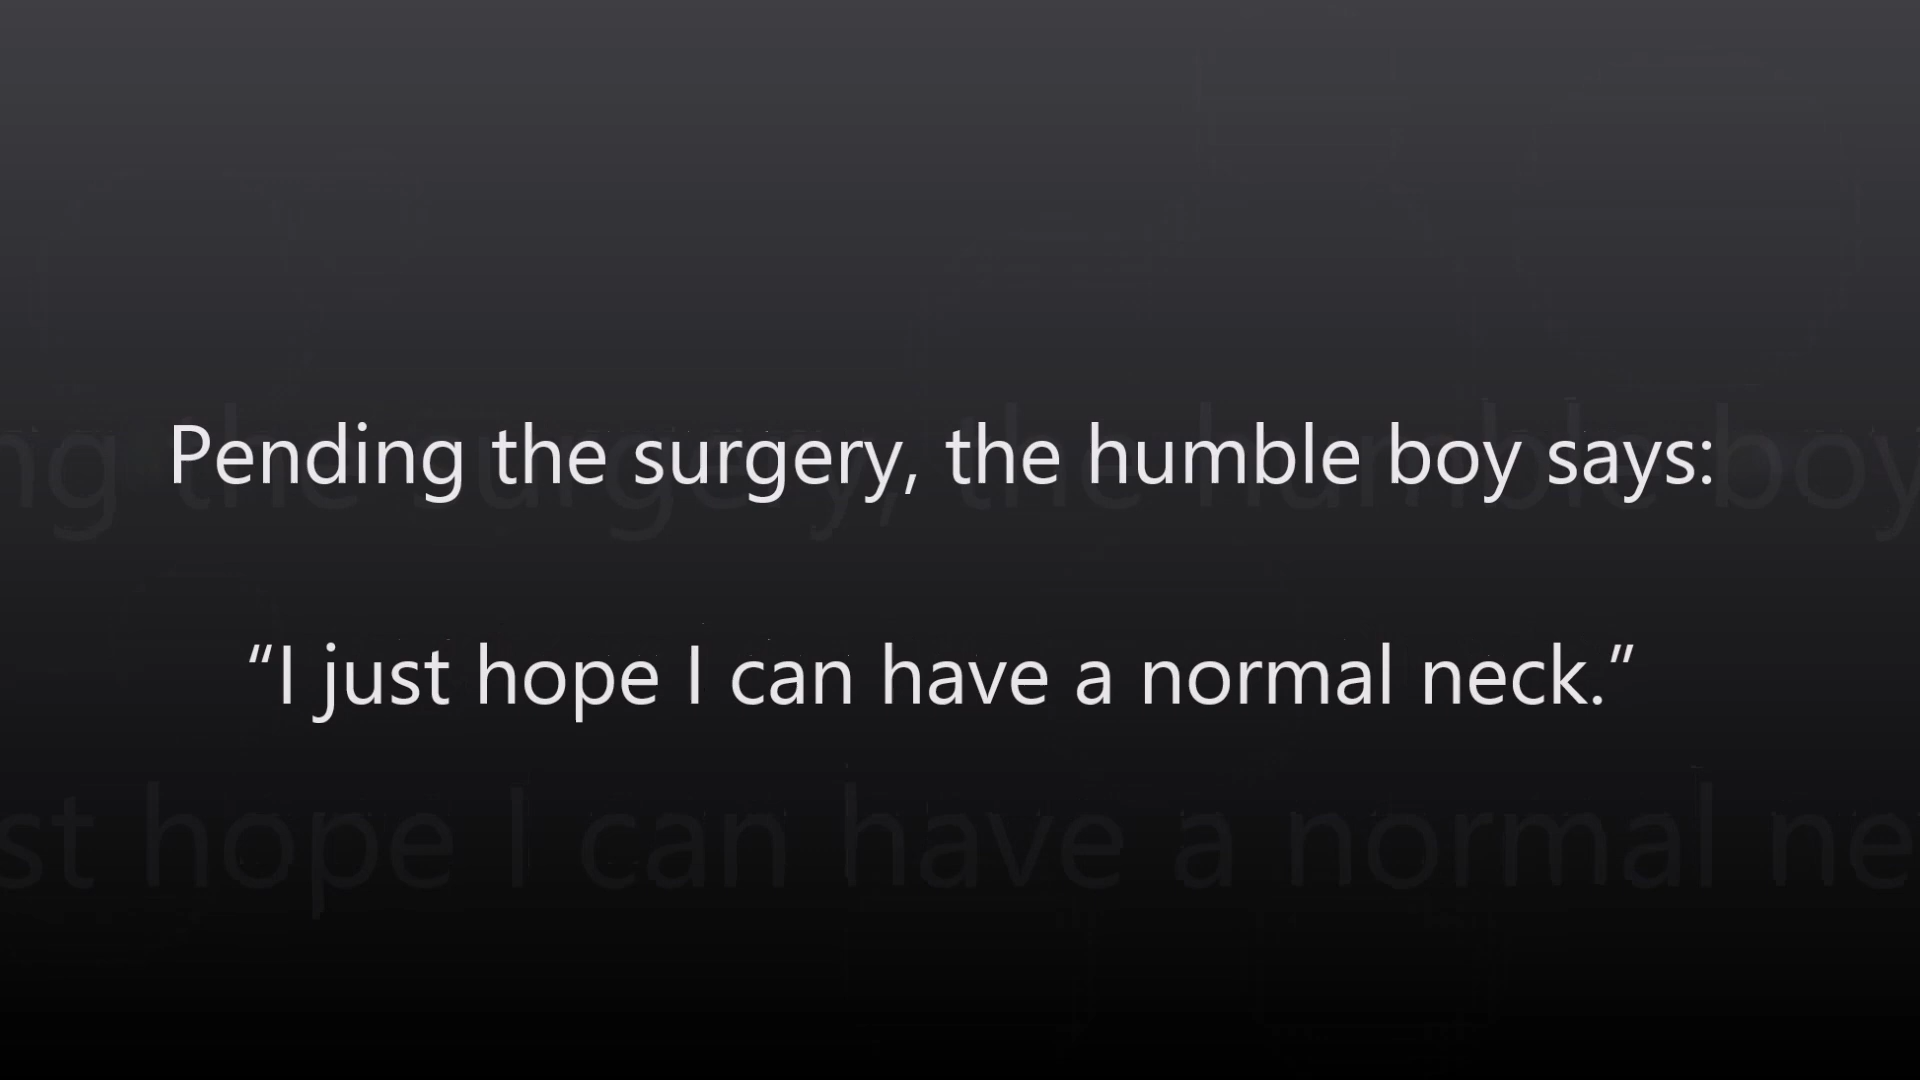 Pending the surgery, the humble boy says:
“I just hope I can have a normal neck.”